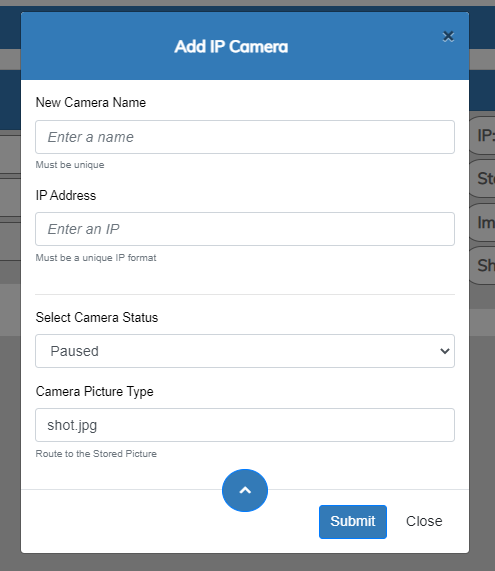 Add IP Camera
×
New Camera Name
Enter a name
Must be unique
IP Address
Enter an IP
Must be a unique IP format
Select Camera Status
Paused
Camera Picture Type
shot.jpg
Route to the Stored Picture
Submit Close
IP:
St
Im
Sh